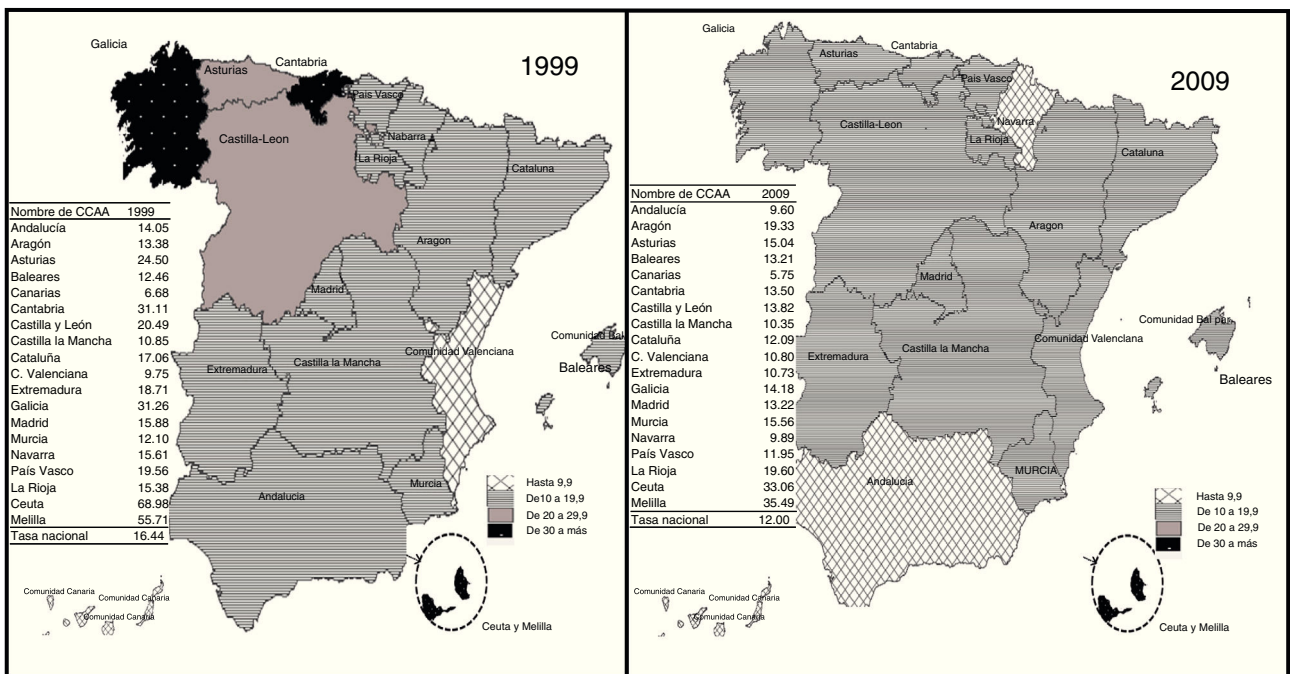 Galicia
Cantabria
Asturias
1999
Pais Vasco
Castilla-Leon
Nabarra
La Rioja
Cataluna
Aragon
Madrid
Comunidad Valenciana
Comunidad Bal
Extremadura
Castilla la Mancha
Baleares
Murcia
Andalucia
Nombre de CCAA 1999
Andalucía 14.05
Aragón 13.38
Asturias 24.50
Baleares 12.46
Canarias 6.68
Cantabria 31.11
Castilla y León 20.49
Castilla la Mancha 10.85
Cataluña 17.06
C. Valenciana 9.75
Extremadura 18.71
Galicia 31.26
Madrid 15.88
Murcia 12.10
Navarra 15.61
País Vasco 19.56
La Rioja 15.38
Ceuta 68.98
Melilla 55.71
Tasa nacional 16.44
Hasta 9,9
De10 a 19,9
De 20 a 29,9
De 30 a más
Comunidad Canaria
Comunidad Canaria
Comunidad Canaria
Ceuta y Melilla
Galicia
Cantabria
Asturias
2009
Pais Vasco
Castilla-Leon
Navarra
La Rioja
Cataluna
Aragon
Madrid
Comunidad Bal par
Comunidad Valenciana
Extremadura
Castilla la Mancha
Baleares
MURCIA
Andalucia
Nombre de CCAA 2009
Andalucía 9.60
Aragón 19.33
Asturias 15.04
Baleares 13.21
Canarias 5.75
Cantabria 13.50
Castilla y León 13.82
Castilla la Mancha 10.35
Cataluña 12.09
C. Valenciana 10.80
Extremadura 10.73
Galicia 14.18
Madrid 13.22
Murcia 15.56
Navarra 9.89
País Vasco 11.95
La Rioja 19.60
Ceuta 33.06
Melilla 35.49
Tasa nacional 12.00
Hasta 9,9
De 10 a 19,9
De 20 a 29,9
De 30 a más
Comunidad Canaria
Comunidad Canaria
Comunidad Canaria
Ceuta y Melilla